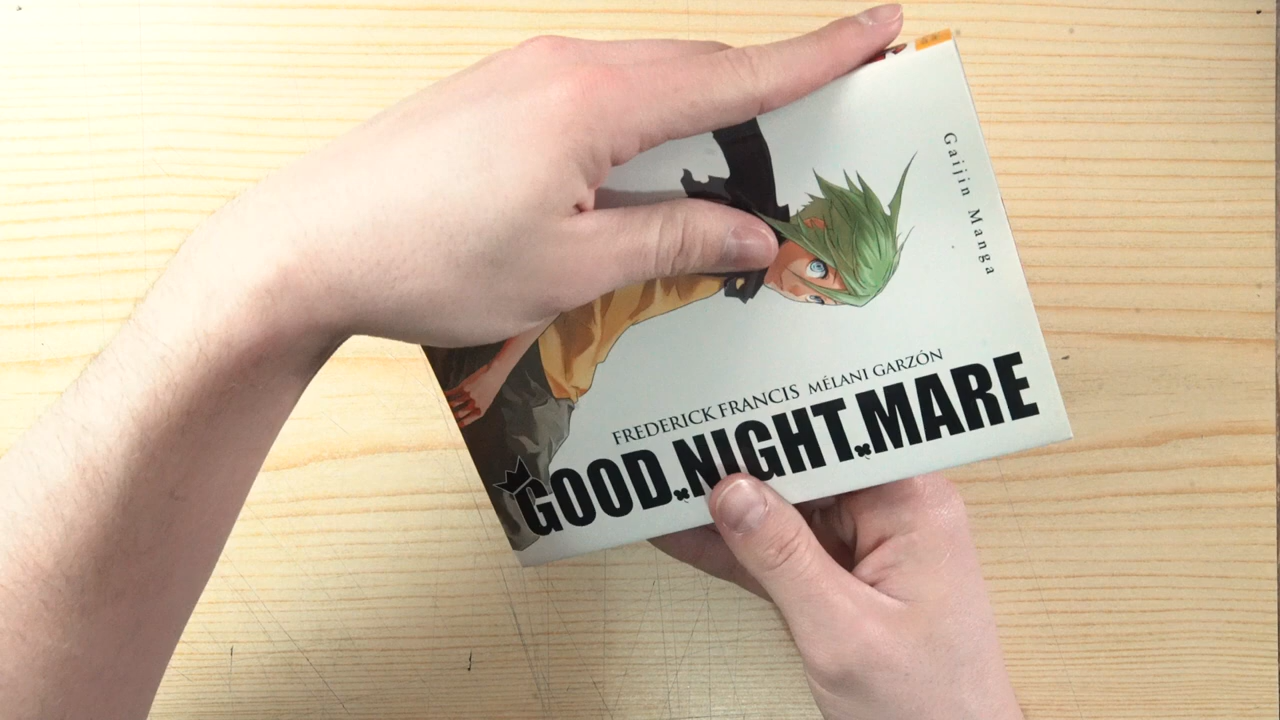 Gaijin Manga
FREDERICK FRANCIS MÉLANI GARZÓN
GOOD.NIGHT.MARE